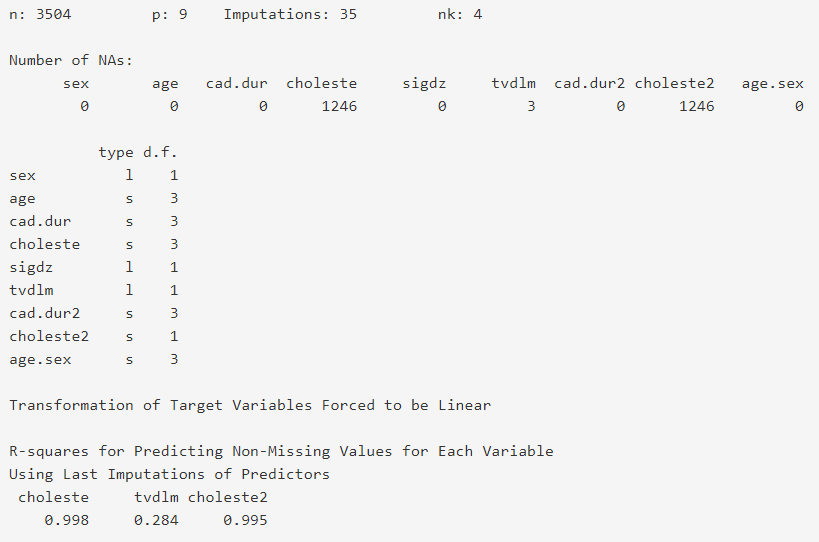 n: 3504         p: 9    Imputations: 35         nk: 4
Number of NAs:
      sex       age   cad.dur  choleste     sigdz     tvdlm  cad.dur2 choleste2   age.sex
        0         0         0      1246         0         3         0      1246         0
          type d.f.
sex          l    1
age          s    3
cad.dur      s    3
choleste     s    3
sigdz        l    1
tvdlm        l    1
cad.dur2     s    3
choleste2    s    1
age.sex      s    3
Transformation of Target Variables Forced to be Linear
R-squares for Predicting Non-Missing Values for Each Variable
Using Last Imputations of Predictors
 choleste     tvdlm choleste2
    0.998     0.284     0.995